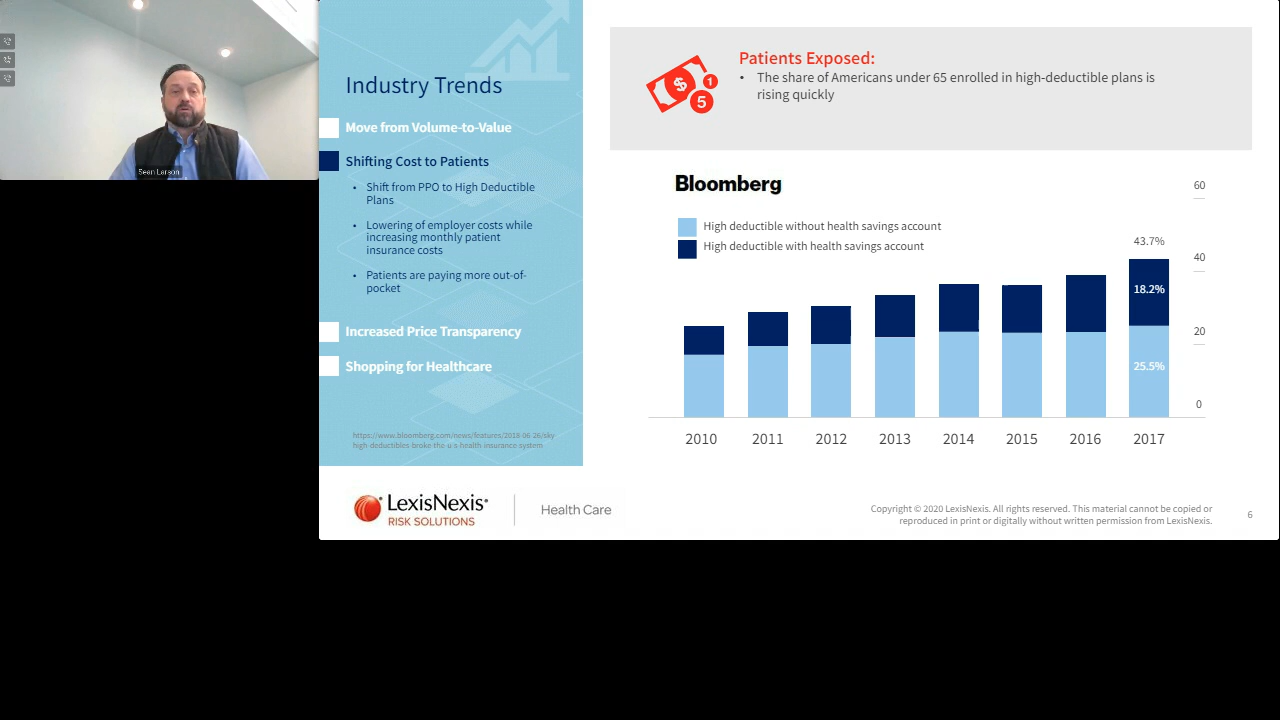 Sean Larson
Industry Trends
Move from Volume-to-Value
Shifting Cost to Patients
• Shift from PPO to High Deductible
Plans
• Lowering of employer costs while
increasing monthly patient
insurance costs
• Patients are paying more out-of-
pocket
Increased Price Transparency
Shopping for Healthcare
https://www.bloomberg.com/news/features/2018-06-26/sky-
high-deductibles-broke-the-u-s-health-insurance-system
$ 1
5
Patients Exposed:
• The share of Americans under 65 enrolled in high-deductible plans is
rising quickly
Bloomberg
High deductible without health savings account
High deductible with health savings account
60
43.7%
40
18.2%
20
25.5%
0
2010 2011 2012 2013 2014 2015 2016 2017
LexisNexis®
RISK SOLUTIONS
Health Care
Copyright © 2020 LexisNexis. All rights reserved. This material cannot be copied or
reproduced in print or digitally without written permission from LexisNexis.
6